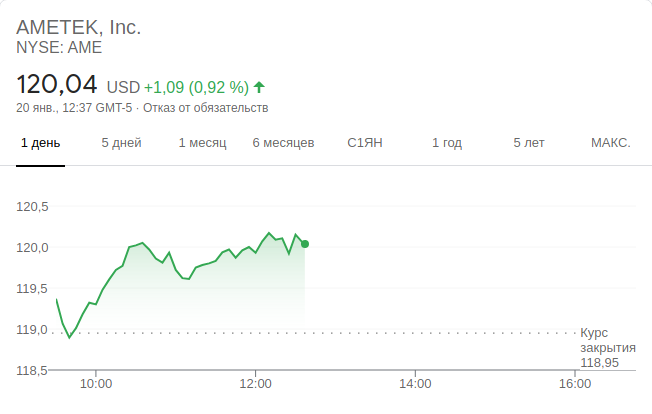 AMETEK, Inc.
NYSE: AME
120,04 USD +1,09 (0,92 %)
20 янв., 12:37 GMT-5 · Отказ от обязательств
1 день 5 дней 1 месяц 6 месяцев С1ЯН 1 год 5 лет МАКС.
120,5
120,0
119,5
119,0
Курс
закрытия
118,95
118,5
10:00 12:00 14:00 16:00